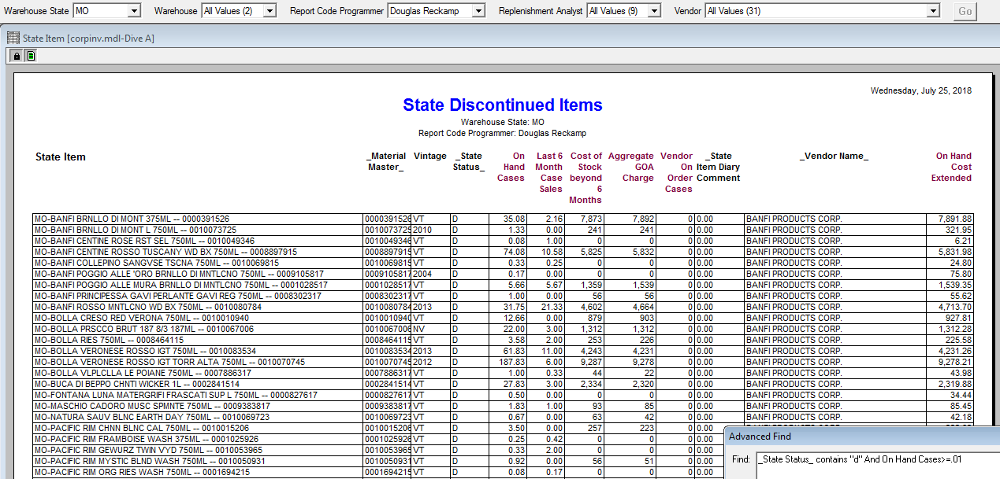 Warehouse State MO Warehouse All Values (2) Report Code Programmer Douglas Reckamp Replenishment Analyst All Values (9) Vendor All Values (31) Go
State Item [corpinv.mdl-Dive A]
Wednesday, July 25, 2018
State Discontinued Items
Warehouse State: MO
Report Code Programmer: Douglas Reckamp
State Item _Material Vintage _State On Last 6 Cost of Aggregate Vendor _State _Vendor Name_ On Hand
Master_ Status_ Hand Month Stock GOA On Item Diary Cost
Cases Case beyond Charge Order Comment Extended
Sales 6 Cases
Months
MO-BANFI BRNLLO DI MONT 375ML -- 0000391526 0000391526 VT D 35.08 2.16 7,873 7,892 0 0.00 BANFI PRODUCTS CORP. 7,891.88
MO-BANFI BRNLLO DI MONT L 750ML -- 0010073725 0010073725 2010 D 1.33 0.00 241 241 0 0.00 BANFI PRODUCTS CORP. 321.95
MO-BANFI CENTINE ROSE RST SEL 750ML -- 0010049346 0010049346 VT D 0.08 1.00 0 0 0 0.00 BANFI PRODUCTS CORP. 6.21
MO-BANFI CENTINE ROSSO TUSCANY WD BX 750ML -- 0008897915 0008897915 VT D 74.08 10.58 5,825 5,832 0 0.00 BANFI PRODUCTS CORP. 5,831.98
MO-BANFI COLLEPINO SANGVSE TSCNA 750ML -- 0010069815 0010069815 VT D 0.33 0.25 0 0 0 0.00 BANFI PRODUCTS CORP. 24.80
MO-BANFI POGGIO ALLE 'ORO BRNLLO DI MNTLCNO 750ML -- 0009105817 0009105817 2004 D 0.17 0.00 0 0 0 0.00 BANFI PRODUCTS CORP. 75.80
MO-BANFI POGGIO ALLE MURA BRNLLO DI MNTLCNO 750ML -- 0001028517 0001028517 VT D 5.66 5.67 1,359 1,539 0 0.00 BANFI PRODUCTS CORP. 1,539.35
MO-BANFI PRINCIPESSA GAVI PERLANTE GAVI REG 750ML -- 0008302317 0008302317 VT D 1.00 0.00 56 56 0 0.00 BANFI PRODUCTS CORP. 55.62
MO-BANFI ROSSO MNTLCNO WD BX 750ML -- 0010080784 0010080784 2013 D 31.75 21.33 4,602 4,664 0 0.00 BANFI PRODUCTS CORP. 4,713.70
MO-BOLLA CRESO RED VERONA 750ML -- 0010010940 0010010940 VT D 12.66 0.00 879 903 0 0.00 BANFI PRODUCTS CORP. 927.81
MO-BOLLA PRSCCO BRUT 187 8/3 187ML -- 0010067006 0010067006 NV D 22.00 3.00 1,312 1,312 0 0.00 BANFI PRODUCTS CORP. 1,312.28
MO-BOLLA RIES 750ML -- 0008464115 0008464115 VT D 3.58 2.00 253 226 0 0.00 BANFI PRODUCTS CORP. 225.58
MO-BOLLA VERONESE ROSSO IGT 750ML -- 0010083534 0010083534 2013 D 61.83 11.00 4,243 4,231 0 0.00 BANFI PRODUCTS CORP. 4,231.26
MO-BOLLA VERONESE ROSSO IGT TORR ALTA 750ML -- 0010070745 0010070745 2012 D 187.83 6.00 9,287 9,278 0 0.00 BANFI PRODUCTS CORP. 9,278.21
MO-BOLLA VLPLCLLA LE POIANE 750ML -- 0007886317 0007886317 VT D 1.00 0.33 44 22 0 0.00 BANFI PRODUCTS CORP. 43.98
MO-BUCA DI BEPPO CHNTI WICKER 1L -- 0002841514 0002841514 VT D 27.83 3.00 2,334 2,320 0 0.00 BANFI PRODUCTS CORP. 2,319.88
MO-FONTANA LUNA MATERGRIFI FRASCATI SUP L 750ML -- 0000827617 0000827617 VT D 0.50 0.00 0 0 0 0.00 BANFI PRODUCTS CORP. 34.44
MO-MASCHIO CADORO MUSC SPMNTE 750ML -- 0009383817 0009383817 VT D 1.83 1.00 93 85 0 0.00 BANFI PRODUCTS CORP. 85.45
MO-NATURA SAUV BLNC EARTH DAY 750ML -- 0010069723 0010069723 VT D 0.67 0.00 63 42 0 0.00 BANFI PRODUCTS CORP. 42.18
MO-PACIFIC RIM CHNN BLNC CAL 750ML -- 0010015206 0010015206 VT D 3.50 0.00 257 223 0 0.00
MO-PACIFIC RIM FRAMBOISE WASH 375ML -- 0001025926 0001025926 VT D 0.25 0.42 0 0 0 0.00
MO-PACIFIC RIM GEWURZ TWIN VYD 750ML -- 0010053965 0010053965 VT D 0.33 2.00 0 0 0 0.00
MO-PACIFIC RIM MYSTIC BLND WASH 750ML -- 0010050931 0010050931 VT D 0.92 0.00 56 51 0 0.00
MO-PACIFIC RIM ORG RIES WASH 750ML -- 0001694215 0001694215 VT D 0.08 0.17 0 0 0 0.00
Advanced Find
Find: _State Status_ contains "d" And On Hand Cases>=.01